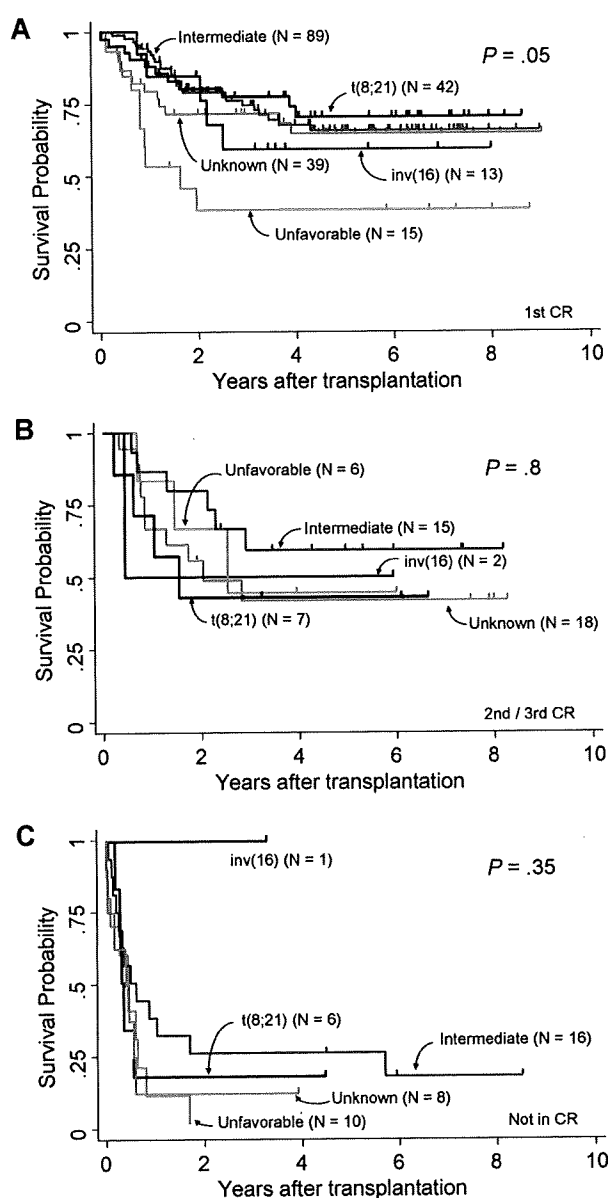 A
P = .05
Intermediate (N = 89)
t(8;21) (N = 42)
Unknown (N = 39)
inv(16) (N = 13)
Unfavorable (N = 15)
1st CR
Survival Probability
1
.75
.5
.25
0
0 2 4 6 8 10
Years after transplantation
B
P = .8
Unfavorable (N = 6)
Intermediate (N = 15)
inv(16) (N = 2)
t(8;21) (N = 7)
Unknown (N = 18)
2nd / 3rd CR
Survival Probability
1
.75
.5
.25
0
0 2 4 6 8 10
Years after transplantation
C
P = .35
inv(16) (N = 1)
t(8;21) (N = 6)
Intermediate (N = 16)
Unknown (N = 8)
Unfavorable (N = 10)
Not in CR
Survival Probability
1
.75
.5
.25
0
0 2 4 6 8 10
Years after transplantation